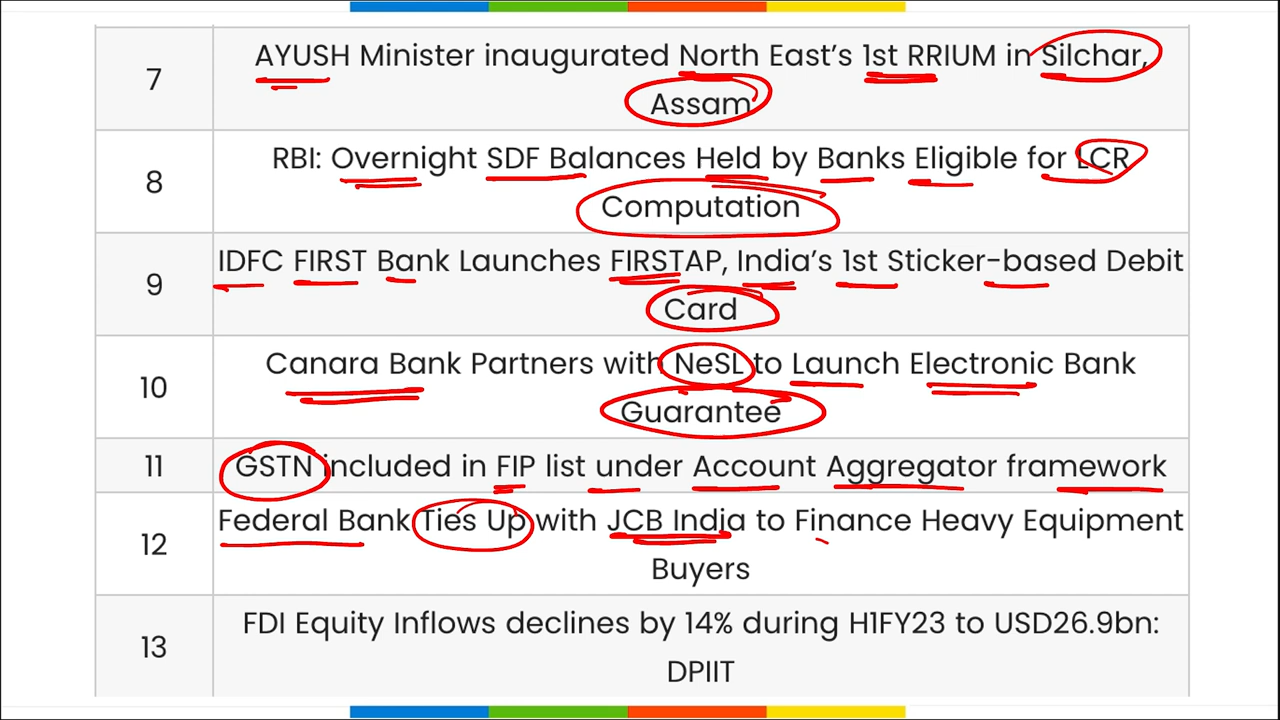 7
AYUSH Minister inaugurated North East's 1st RRIUM in Silchar,
Assam
8
RBI: Overnight SDF Balances Held by Banks Eligible for LCR
Computation
9
IDFC FIRST Bank Launches FIRSTAP, India's 1st Sticker-based Debit
Card
10
Canara Bank Partners with NeSL to Launch Electronic Bank
Guarantee
11
GSTN included in FIP list under Account Aggregator framework
12
Federal Bank Ties Up with JCB India to Finance Heavy Equipment
Buyers
13
FDI Equity Inflows declines by 14% during H1FY23 to USD26.9bn:
DPIIT